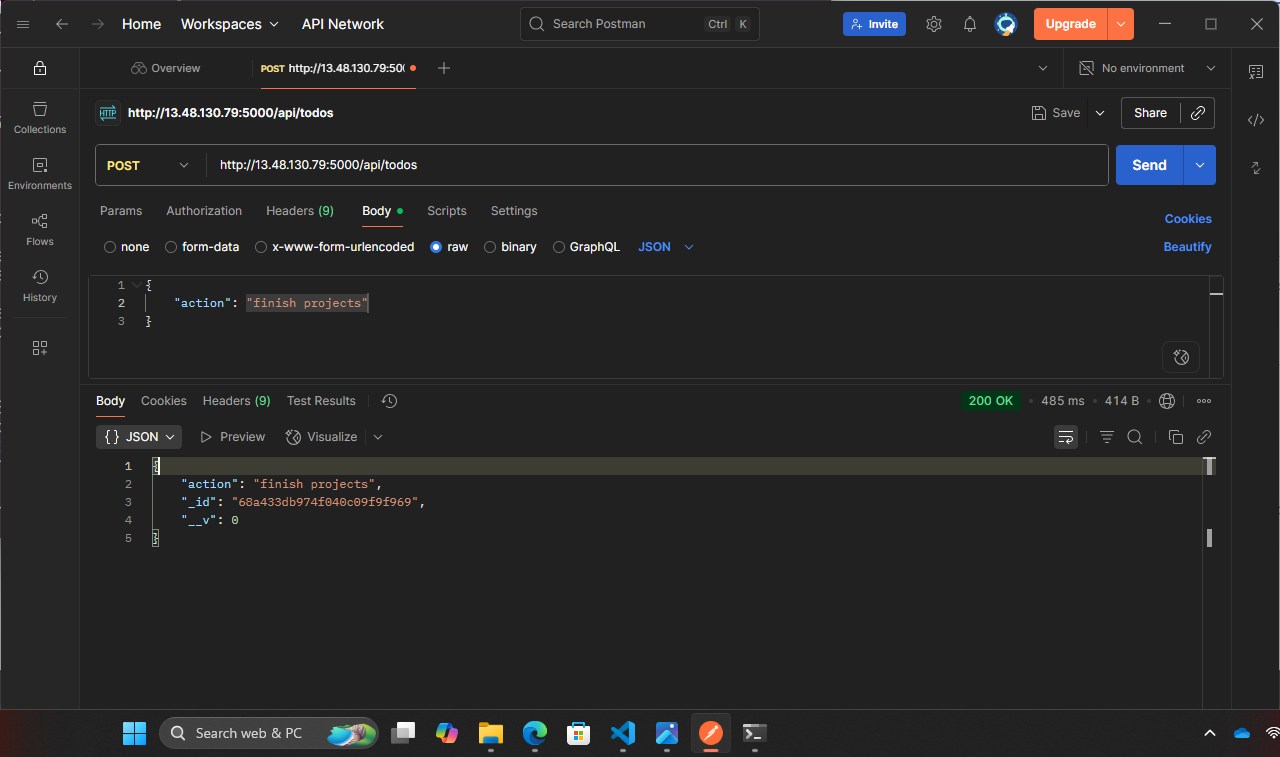 Home Workspaces API Network Search Postman Ctrl K Invite Upgrade
Overview POST http://13.48.130.79:50( No environment
HTTP http://13.48.130.79:5000/api/todos Save Share
Collections
POST http://13.48.130.79:5000/api/todos Send
Environments
Params Authorization Headers (9) Body Scripts Settings Cookies
Flows
none form-data x-www-form-urlencoded raw binary GraphQL JSON Beautify
History
1 {
2 "action": "finish projects"
3 }
Body Cookies Headers (9) Test Results 200 OK 485 ms 414 B
{} JSON Preview Visualize
1 {
2 "action": "finish projects",
3 "_id": "68a433db974f040c09f9f969",
4 "__v": 0
5 }
Search web & PC